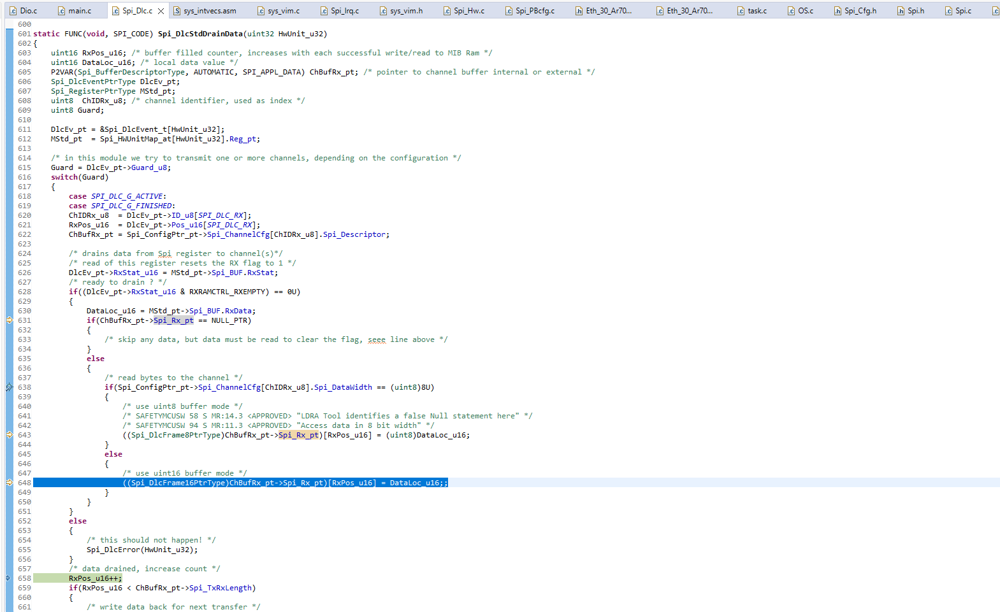 Dio.c main.c Spi_Dlc.c sys_intvecs.asm sys_vim.c Spi_Irq.c sys_vim.h Spi_Hw.c Spi_PBcfg.c Eth_30_Ar70... Eth_30_Ar70... task.c OS.c Spi_Cfg.h Spi.h Spi.c
600
601 static FUNC(void, SPI_CODE) Spi_DlcStdDrainData(uint32 HwUnit_u32)
602 {
603 uint16 RxPos_u16; /* buffer filled counter, increases with each successful write/read to MIB Ram */
604 uint16 DataLoc_u16; /* local data value */
605 P2VAR(Spi_BufferDescriptorType, AUTOMATIC, SPI_APPL_DATA) ChBufRx_pt; /* pointer to channel buffer internal or external */
606 Spi_DlcEventPtrType DlcEv_pt;
607 Spi_RegisterPtrType MStd_pt;
608 uint8  ChIDRx_u8; /* channel identifier, used as index */
609 uint8 Guard;
610
611 DlcEv_pt = &Spi_DlcEvent_t[HwUnit_u32];
612 MStd_pt  = Spi_HWUnitMap_at[HwUnit_u32].Reg_pt;
613
614 /* in this module we try to transmit one or more channels, depending on the configuration */
615 Guard = DlcEv_pt->Guard_u8;
616 switch(Guard)
617 {
618 case SPI_DLC_G_ACTIVE:
619 case SPI_DLC_G_FINISHED:
620 ChIDRx_u8  = DlcEv_pt->ID_u8[SPI_DLC_RX];
621 RxPos_u16  = DlcEv_pt->Pos_u16[SPI_DLC_RX];
622 ChBufRx_pt = Spi_ConfigPtr_pt->Spi_ChannelCfg[ChIDRx_u8].Spi_Descriptor;
623
624 /* drains data from Spi register to channel(s)*/
625 /* read of this register resets the RX flag to 1 */
626 DlcEv_pt->RxStat_u16 = MStd_pt->Spi_BUF.RxStat;
627 /* ready to drain ? */
628 if((DlcEv_pt->RxStat_u16 & RXRAMCTRL_RXEMPTY) == 0U)
629 {
630 DataLoc_u16 = MStd_pt->Spi_BUF.RxData;
631 if(ChBufRx_pt->Spi_Rx_pt == NULL_PTR)
632 {
633 /* skip any data, but data must be read to clear the flag, seee line above */
634 }
635 else
636 {
637 /* read bytes to the channel */
638 if(Spi_ConfigPtr_pt->Spi_ChannelCfg[ChIDRx_u8].Spi_DataWidth == (uint8)8U)
639 {
640 /* use uint8 buffer mode */
641 /* SAFETYMCUSW 58 S MR:14.3 <APPROVED> "LDRA Tool identifies a false Null statement here" */
642 /* SAFETYMCUSW 94 S MR:11.3 <APPROVED> "Access data in 8 bit width" */
643 ((Spi_DlcFrame8PtrType)ChBufRx_pt->Spi_Rx_pt)[RxPos_u16] = (uint8)DataLoc_u16;
644 }
645 else
646 {
647 /* use uint16 buffer mode */
648 ((Spi_DlcFrame16PtrType)ChBufRx_pt->Spi_Rx_pt)[RxPos_u16] = DataLoc_u16;;
649 }
650 }
651 }
652 else
653 {
654 /* this should not happen! */
655 Spi_DlcError(HwUnit_u32);
656 }
657 /* data drained, increase count */
658 RxPos_u16++;
659 if(RxPos_u16 < ChBufRx_pt->Spi_TxRxLength)
660 {
661 /* write data back for next transfer */